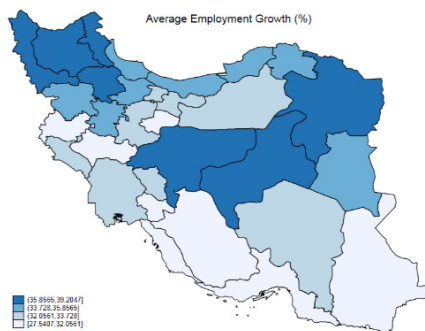 Average Employment Growth (%)
(35.8565,39.2047]
(33.728,35.8565]
(32.0561,33.728]
[27.5407,32.0561]